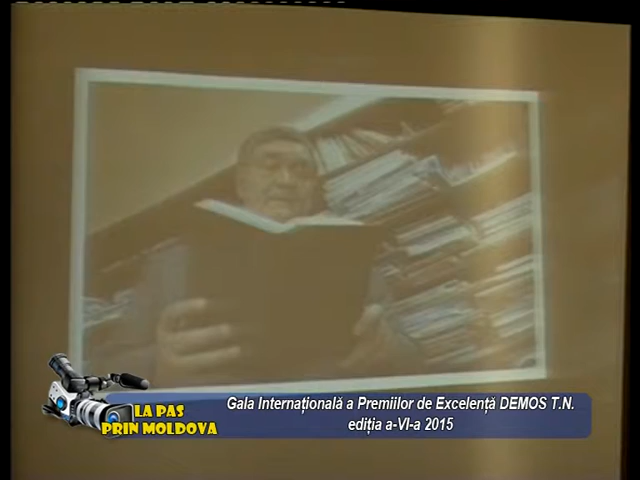 LA PAS
PRIN MOLDOVA
Gala Internațională a Premiilor de Excelență DEMOS T.N.
ediția a-VI-a 2015